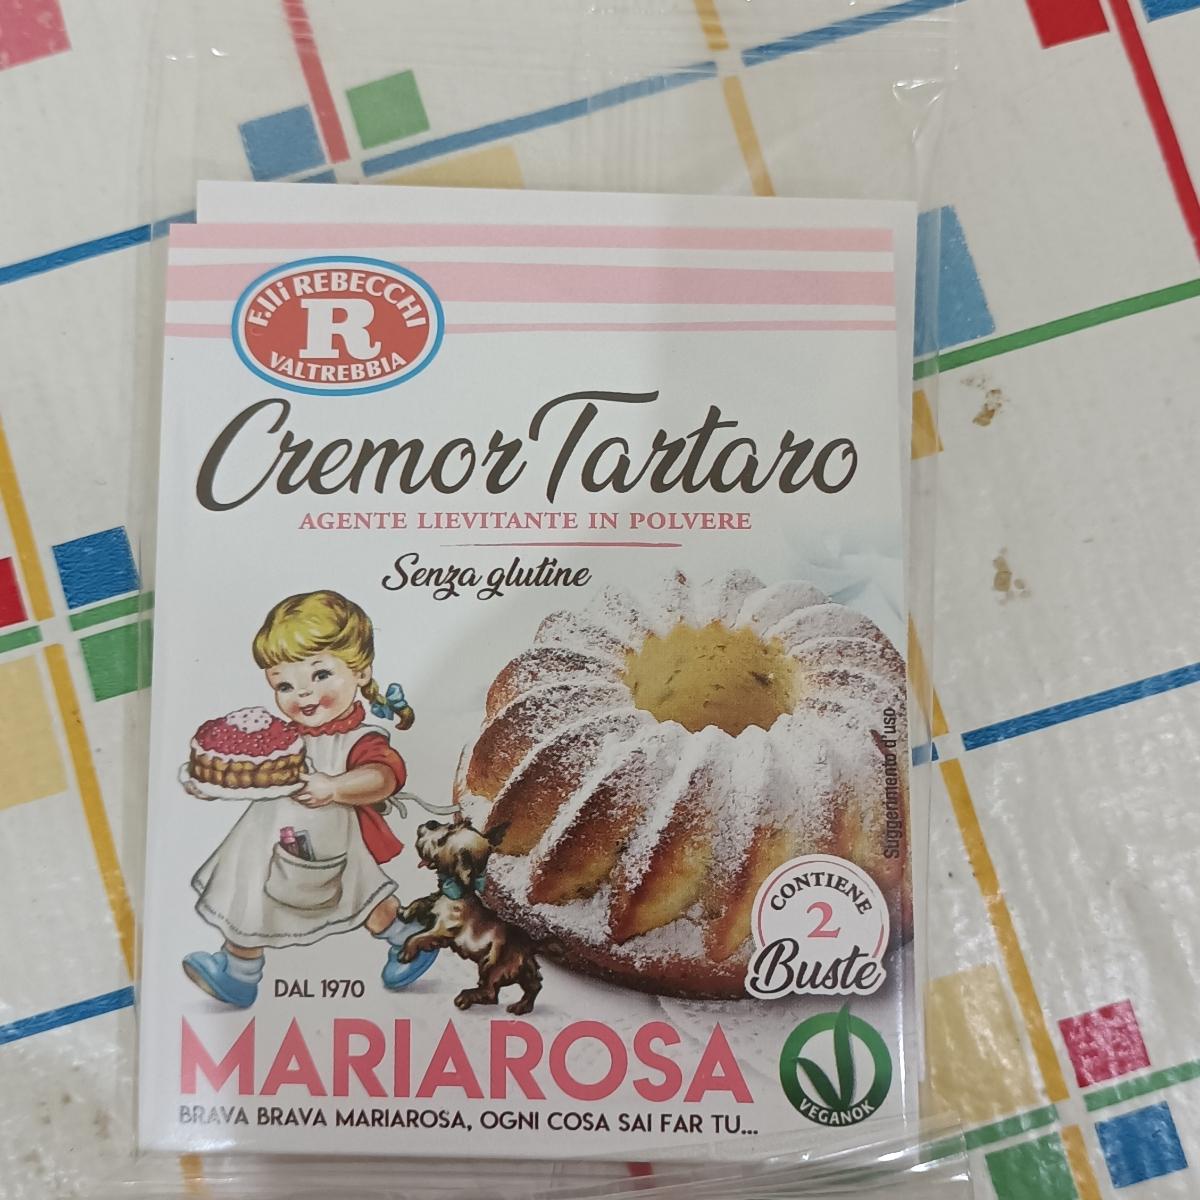 F.lli REBECCHI
R
VALTREBBIA
Cremor Tartaro
AGENTE LIEVITANTE IN POLVERE
Senza glutine
Suggerimento d'uso
CONTIENE
2
Buste
DAL 1970
MARIAROSA
BRAVA BRAVA MARIAROSA, OGNI COSA SAI FAR TU...
VEGANOK